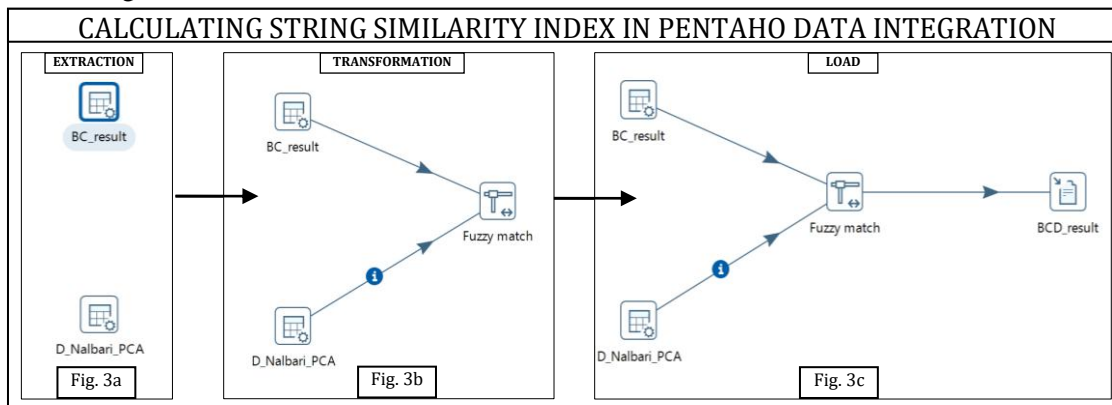 CALCULATING STRING SIMILARITY INDEX IN PENTAHO DATA INTEGRATION
EXTRACTION
BC_result
D_Nalbari_PCA
Fig. 3a
TRANSFORMATION
BC_result
Fuzzy match
D_Nalbari_PCA
Fig. 3b
LOAD
BC_result
Fuzzy match
BCD_result
D_Nalbari_PCA
Fig. 3c